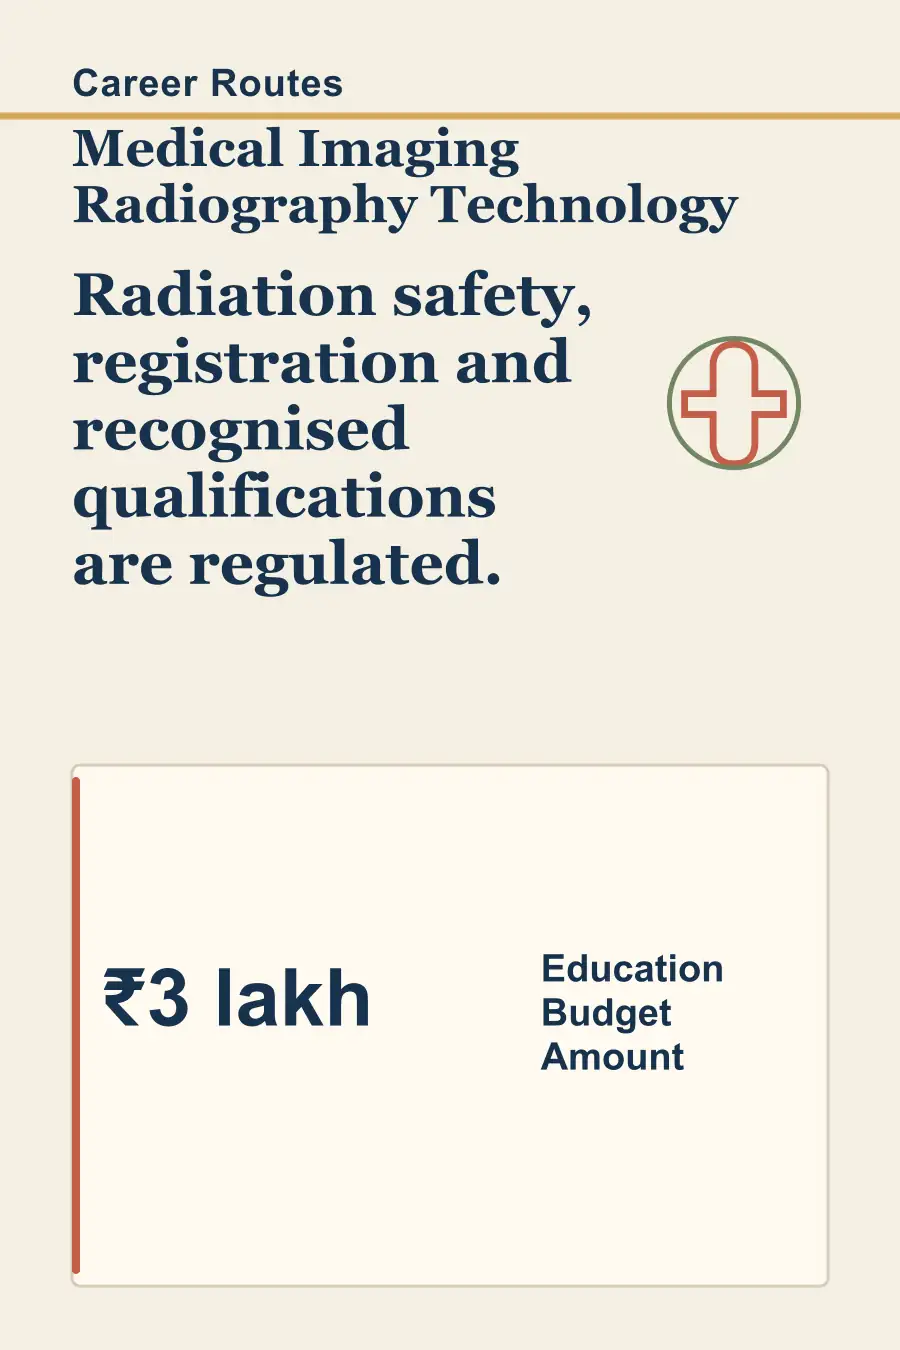 Career Routes
Medical Imaging
Radiography Technology
Radiation safety,
registration and
recognised
qualifications
are regulated.
₹3 lakh
Education
Budget
Amount